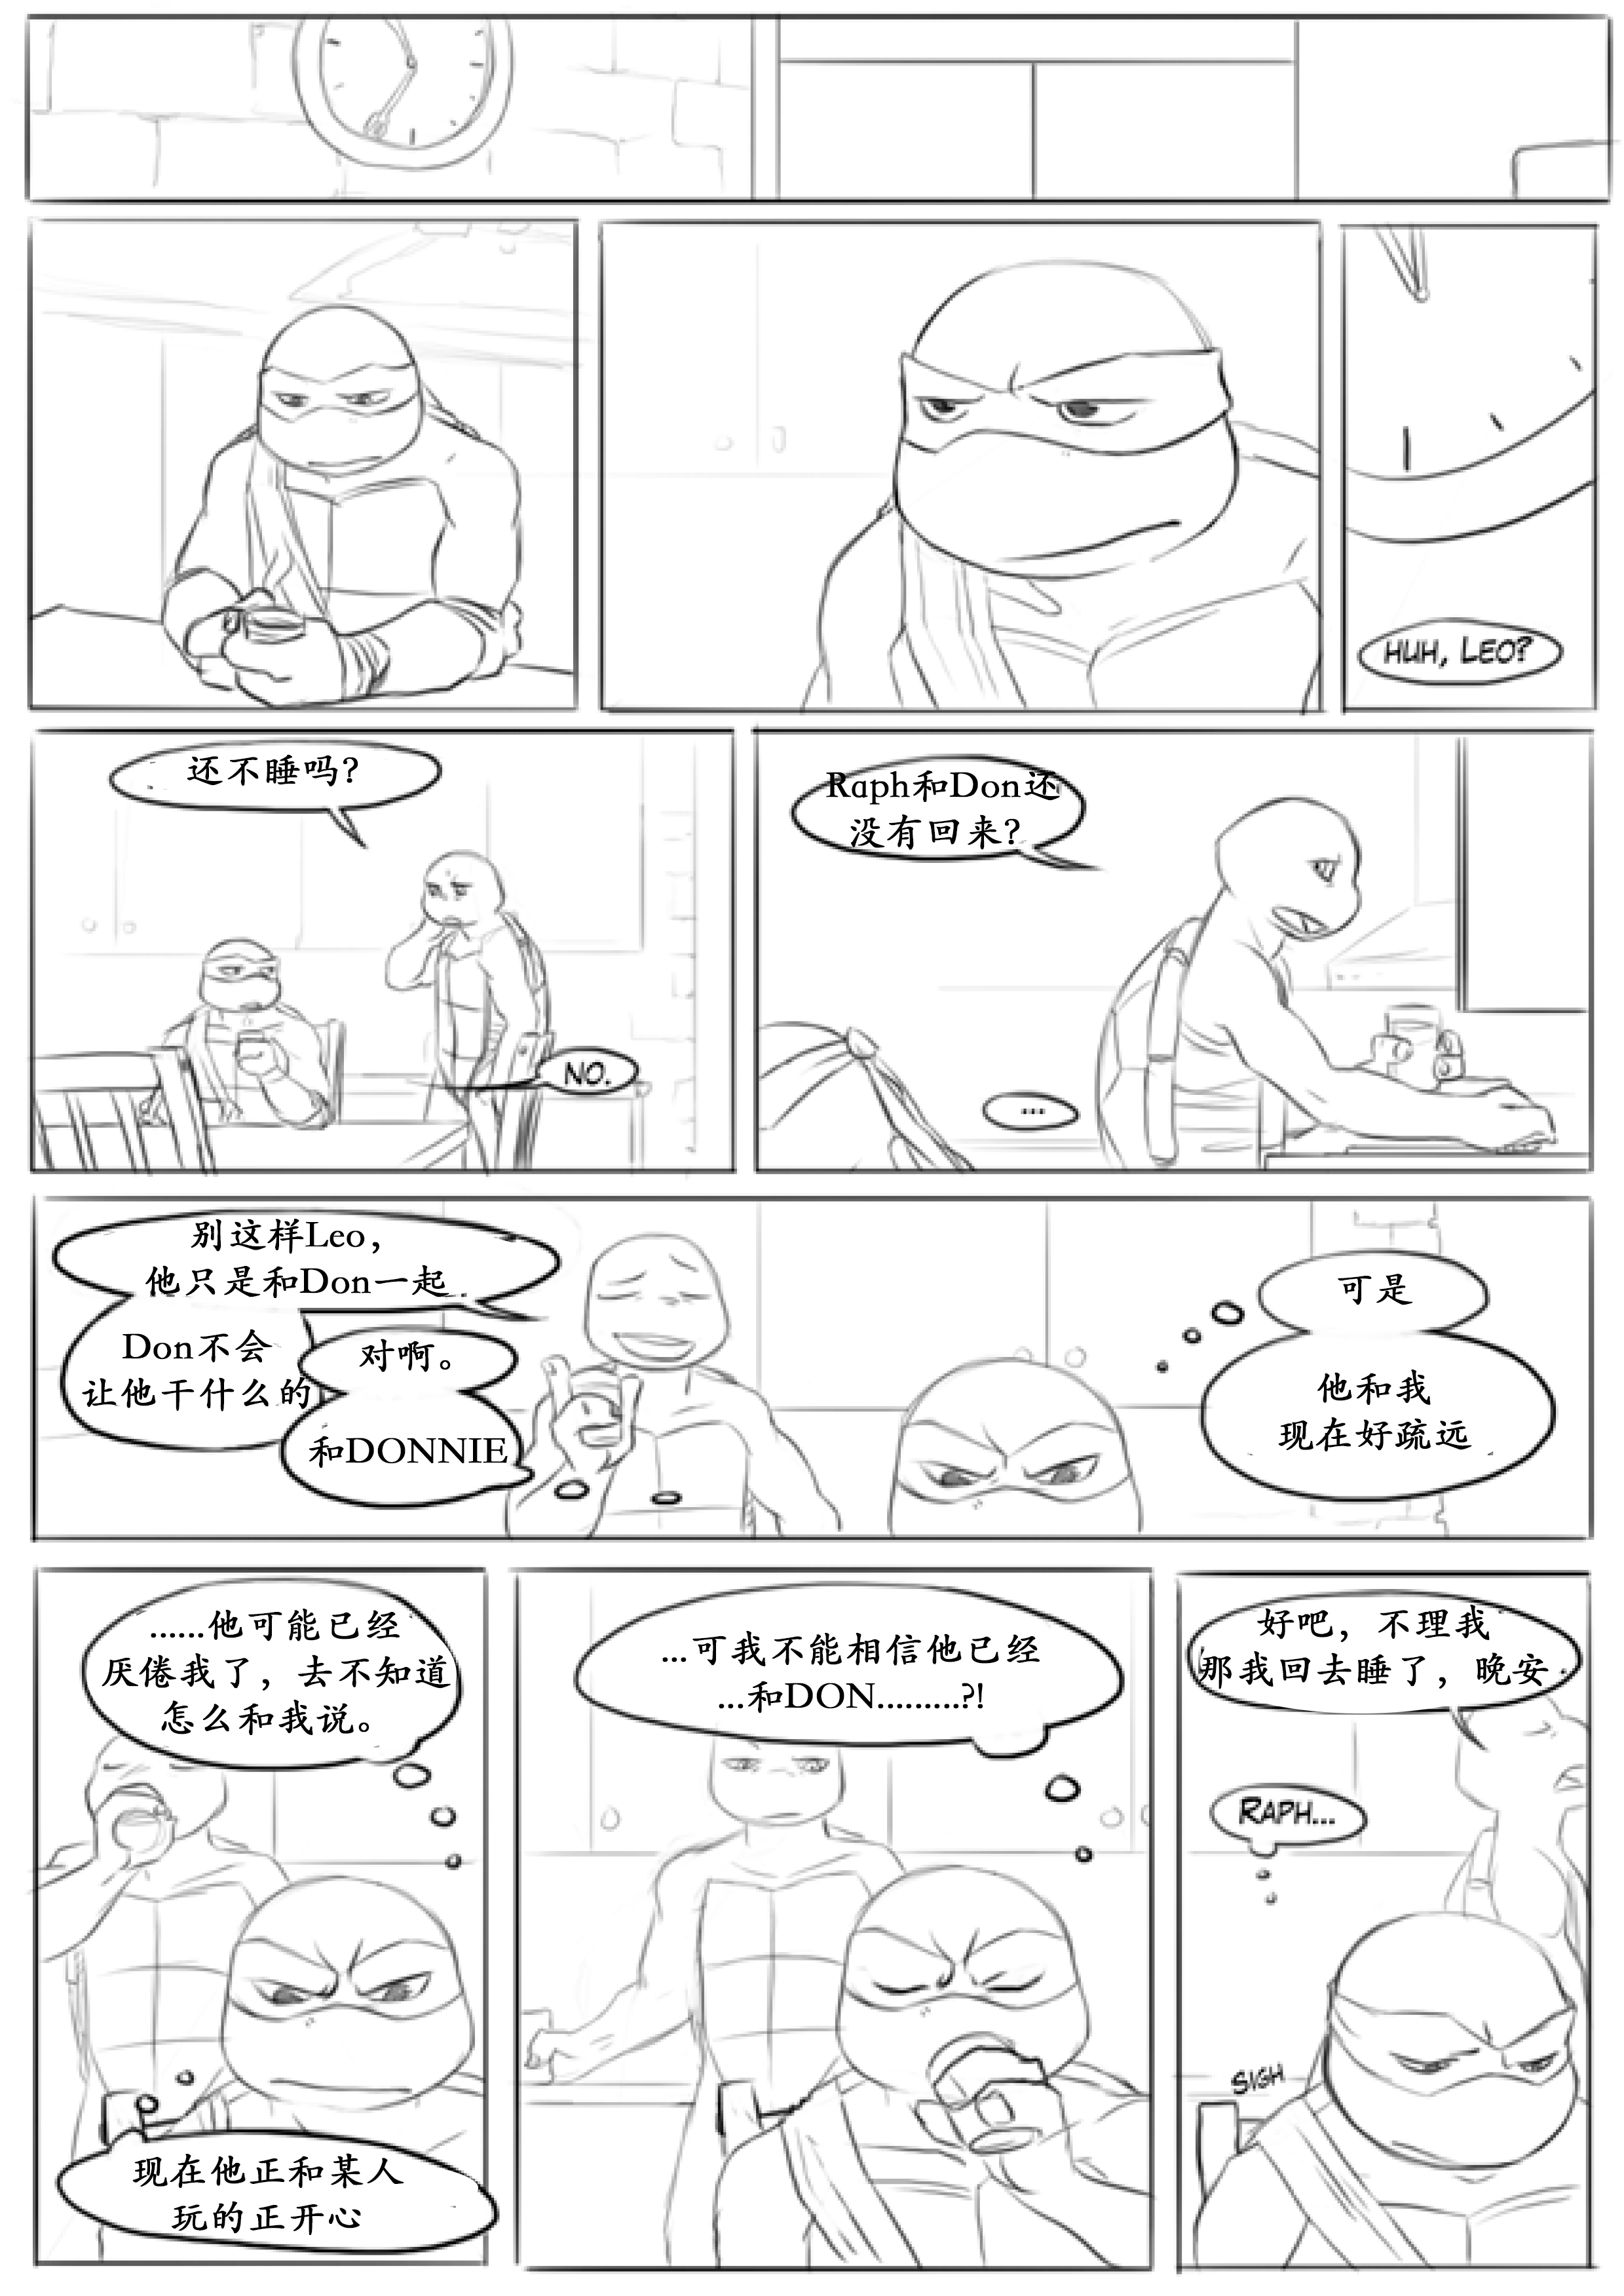 HUH, LEO?
还不睡吗？
NO.
Raph和Don还
没有回来？
...
别这样Leo，
他只是和Don一起
Don不会
让他干什么的
对啊。
和DONNIE
可是
他和我
现在好疏远
......他可能已经
厌倦我了，去不知道
怎么和我说。
现在他正和某人
玩的正开心
...可我不能相信他已经
...和DON.........?!
好吧，不理我
那我回去睡了，晚安
RAPH...
SIGH